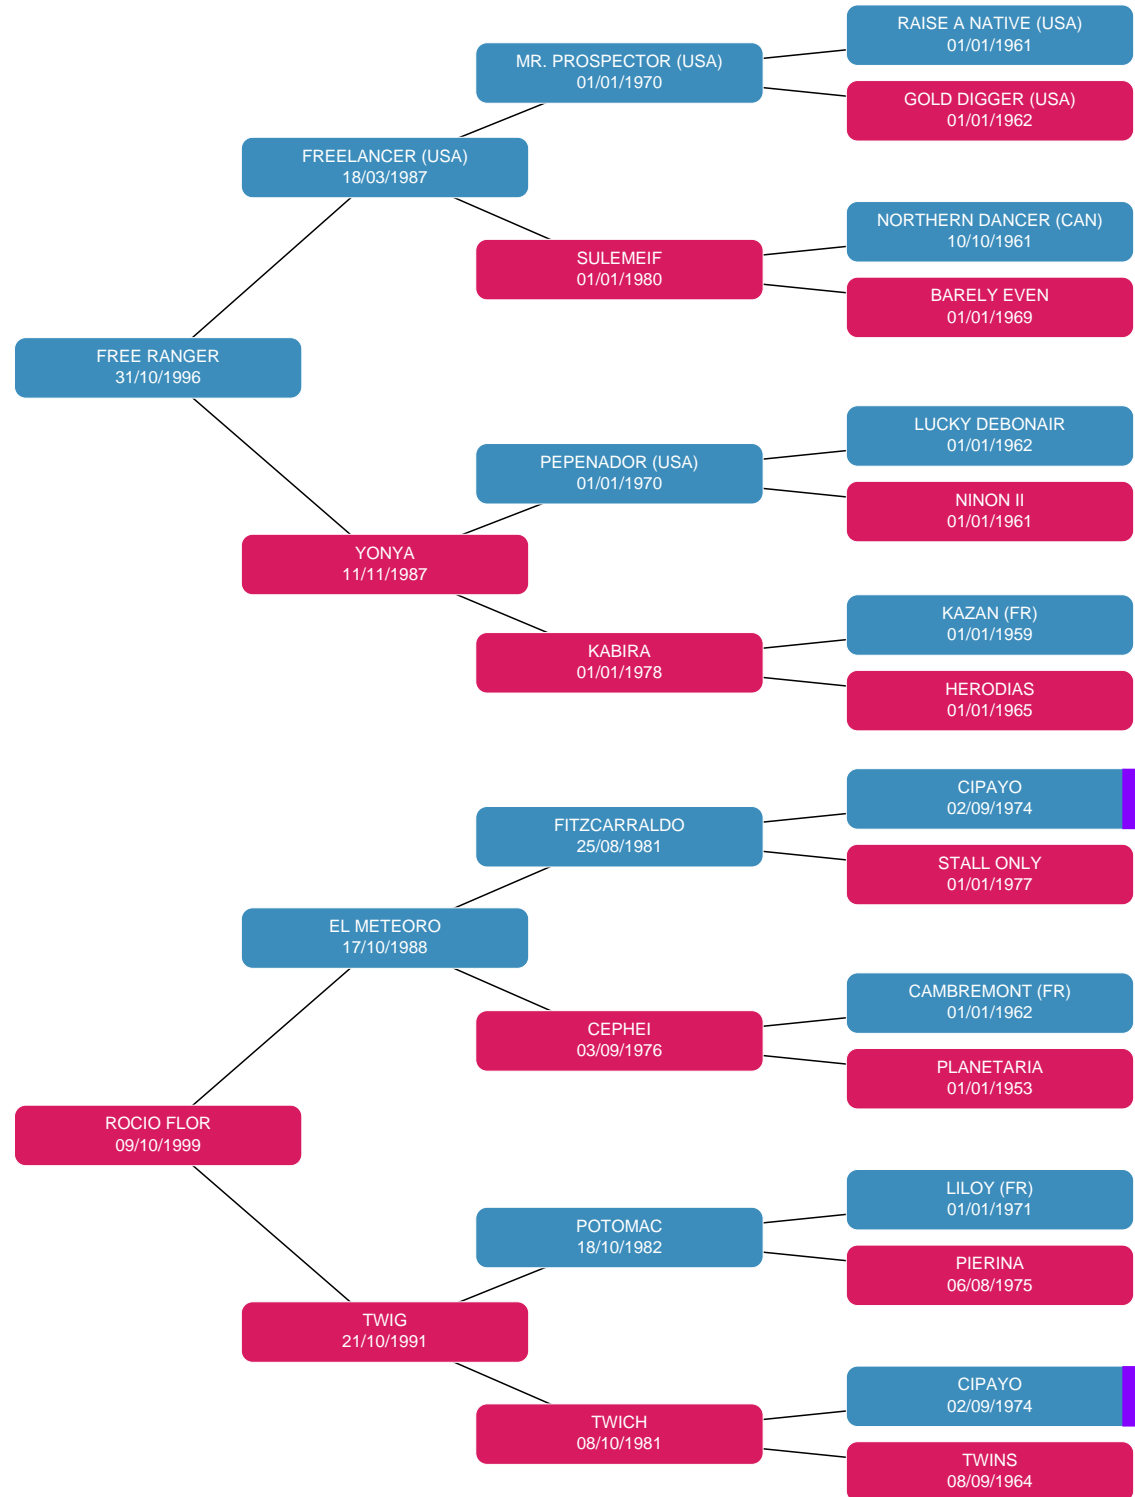 RAISE A NATIVE (USA)
01/01/1961
MR. PROSPECTOR (USA)
01/01/1970
GOLD DIGGER (USA)
01/01/1962
FREELANCER (USA)
18/03/1987
NORTHERN DANCER (CAN)
10/10/1961
SULEMEIF
01/01/1980
BARELY EVEN
01/01/1969
FREE RANGER
31/10/1996
LUCKY DEBONAIR
01/01/1962
PEPENADOR (USA)
01/01/1970
NINON II
01/01/1961
YONYA
11/11/1987
KAZAN (FR)
01/01/1959
KABIRA
01/01/1978
HERODIAS
01/01/1965
CIPAYO
02/09/1974
FITZCARRALDO
25/08/1981
STALL ONLY
01/01/1977
EL METEORO
17/10/1988
CAMBREMONT (FR)
01/01/1962
CEPHEI
03/09/1976
PLANETARIA
01/01/1953
ROCIO FLOR
09/10/1999
LILOY (FR)
01/01/1971
POTOMAC
18/10/1982
PIERINA
06/08/1975
TWIG
21/10/1991
CIPAYO
02/09/1974
TWICH
08/10/1981
TWINS
08/09/1964